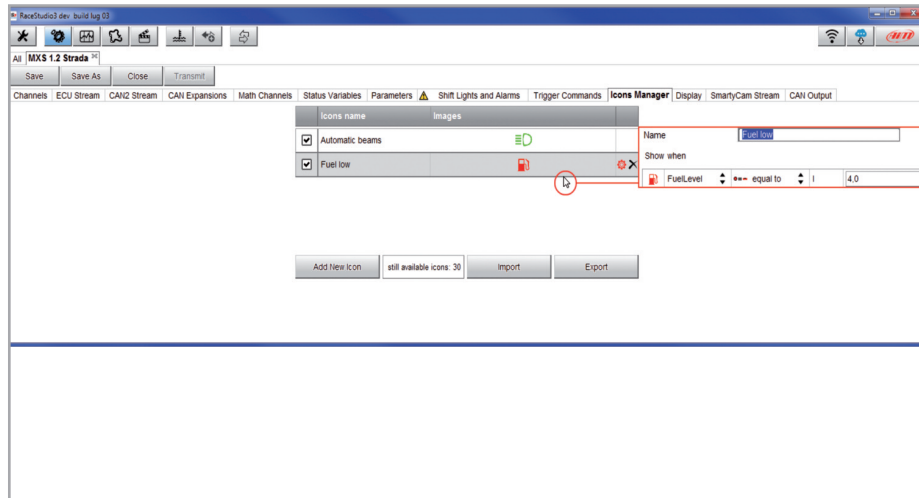 RaceStudio3 dev build lug 03
AiM
All MXS 1.2 Strada
Save Save As Close Transmit
Channels ECU Stream CAN2 Stream CAN Expansions Math Channels Status Variables Parameters Shift Lights and Alarms Trigger Commands Icons Manager Display SmartyCam Stream CAN Output
Icons name Images
Automatic beams
Fuel low
Name Fuel low
Show when
FuelLevel equal to l 4.0
Add New Icon still available icons: 30 Import Export